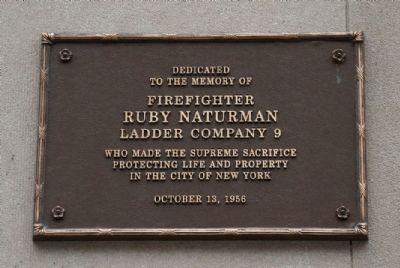 DEDICATED
TO THE MEMORY OF
FIREFIGHTER
RUBY NATURMAN
LADDER COMPANY 9
WHO MADE THE SUPREME SACRIFICE
PROTECTING LIFE AND PROPERTY
IN THE CITY OF NEW YORK
OCTOBER 13, 1956